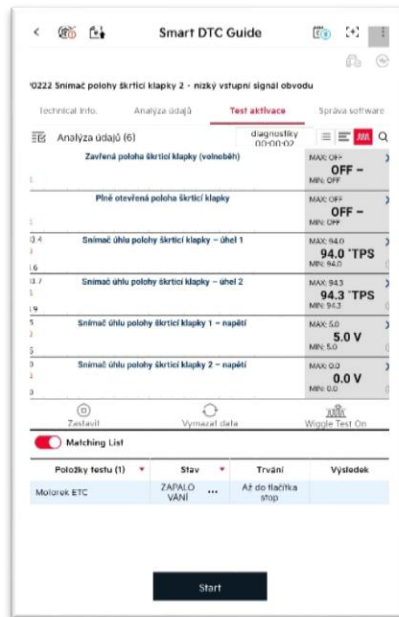 Smart DTC Guide
P0222 Snímač polohy škrticí klapky 2 - nízký vstupní signál obvodu
Technical Info.
Analýza údajů
Test aktivace
Správa software
Analýza údajů (6)
diagnostiky
00:00:02
Zavřená poloha škrticí klapky (volnoběh)
MAX: OFF
OFF –
MIN: OFF
Plně otevřená poloha škrticí klapky
MAX: OFF
OFF –
MIN: OFF
Snímač úhlu polohy škrticí klapky – úhel 1
MAX: 94.0
94.0 °TPS
MIN: 94.0
Snímač úhlu polohy škrticí klapky – úhel 2
MAX: 94.3
94.3 °TPS
MIN: 94.3
Snímač úhlu polohy škrticí klapky 1 – napětí
MAX: 5.0
5.0 V
MIN: 5.0
Snímač úhlu polohy škrticí klapky 2 – napětí
MAX: 0.0
0.0 V
MIN: 0.0
Zastavit
Vymazat data
Wiggle Test On
Matching List
Položky testu (1)
Stav
Trvání
Výsledek
Motorek ETC
ZAPALO
VÁNÍ
...
Až do tlačítka
stop
Start